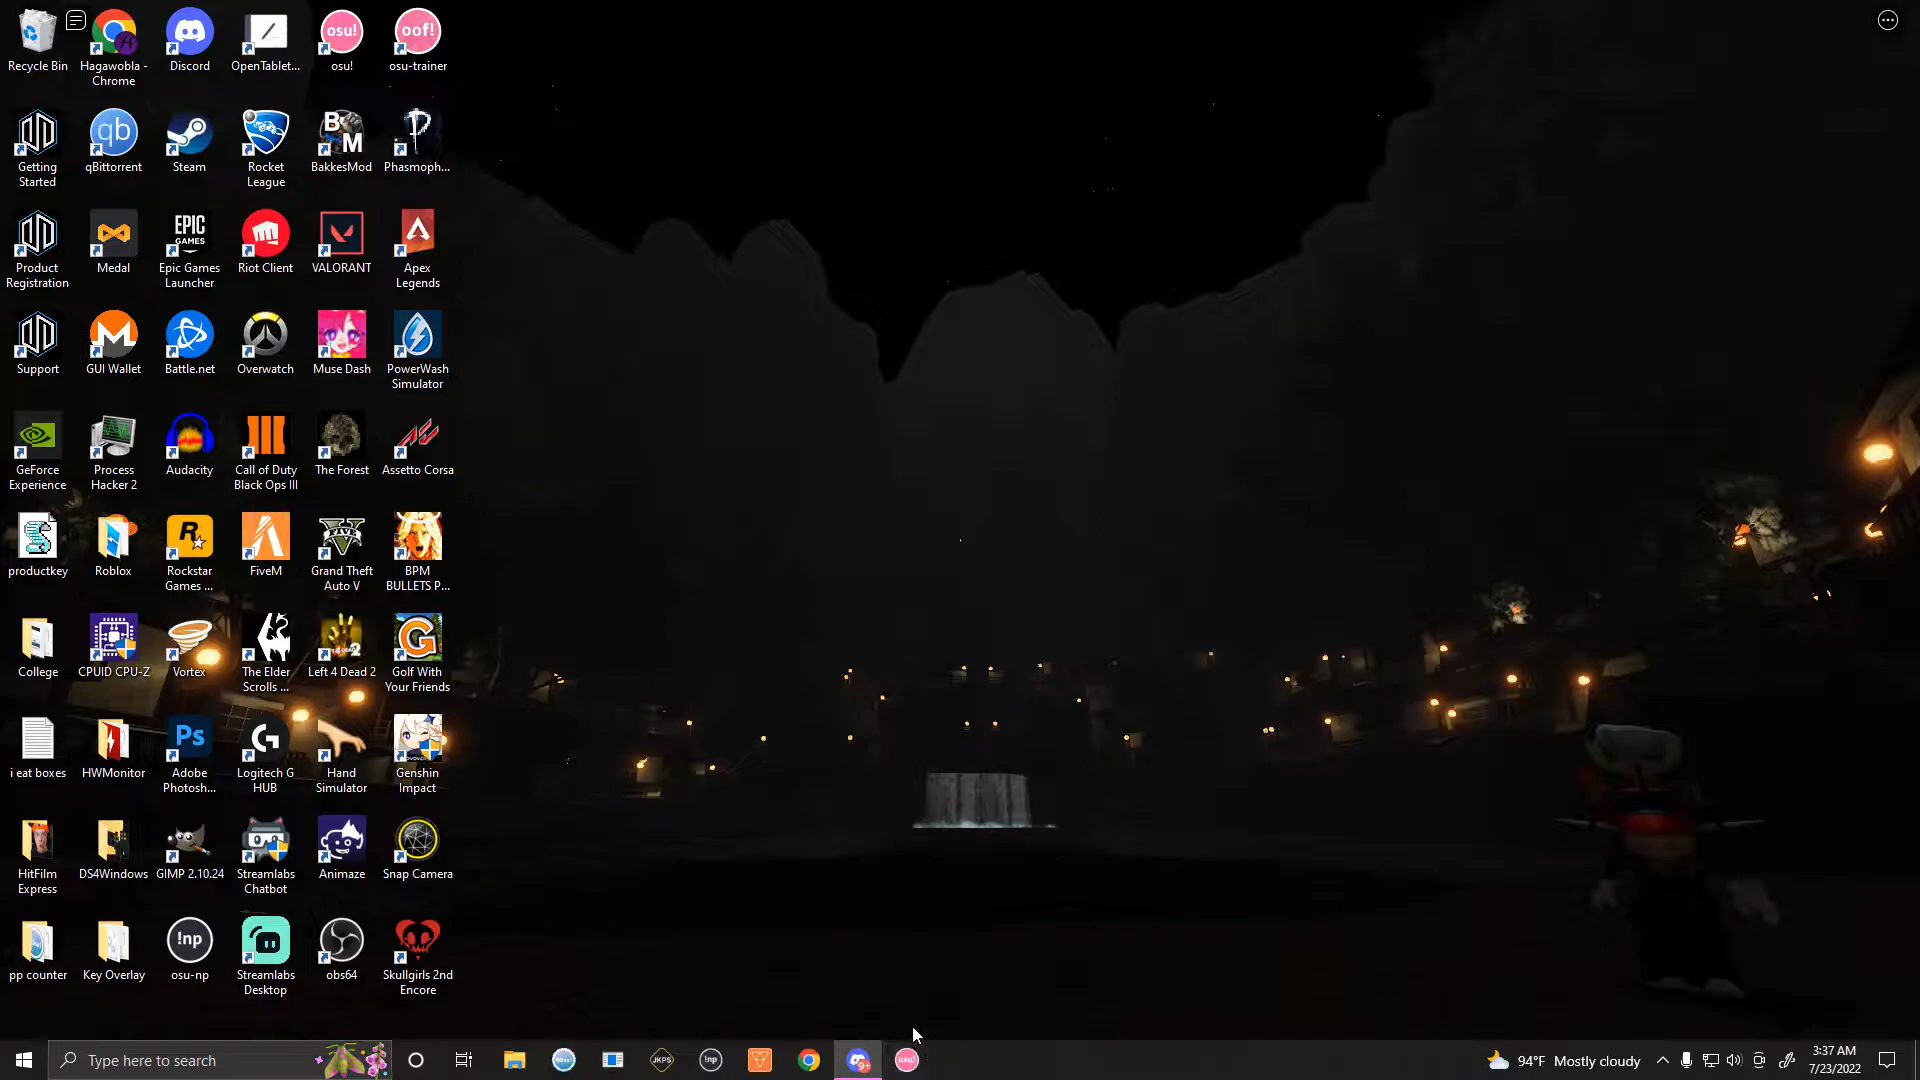 Recycle Bin
Hagawobla -
Chrome
Discord
OpenTablet...
osu!
osu!
oof!
osu-trainer
Getting
Started
qb
qBittorrent
Steam
Rocket
League
B
M
BakkesMod
Phasmoph...
Product
Registration
Medal
EPIC
GAMES
Epic Games
Launcher
Riot Client
VALORANT
Apex
Legends
Support
GUI Wallet
Battle.net
Overwatch
Muse Dash
PowerWash
Simulator
GeForce
Experience
Process
Hacker 2
Audacity
III
Call of Duty
Black Ops III
The Forest
Assetto Corsa
productkey
Roblox
R
Rockstar
Games ...
FiveM
V
Grand Theft
Auto V
BPM
BULLETS P...
College
CPUID CPU-Z
Vortex
The Elder
Scrolls ...
Left 4 Dead 2
G
Golf With
Your Friends
i eat boxes
HWMonitor
Ps
Adobe
Photosh...
G
Logitech G
HUB
Hand
Simulator
Genshin
Impact
HitFilm
Express
DS4Windows
GIMP 2.10.24
Streamlabs
Chatbot
Animaze
Snap Camera
pp counter
Key Overlay
!np
osu-np
Streamlabs
Desktop
obs64
Skullgirls 2nd
Encore
Type here to search
JKPS
!np
9+
osu!
94°F Mostly cloudy
3:37 AM
7/23/2022